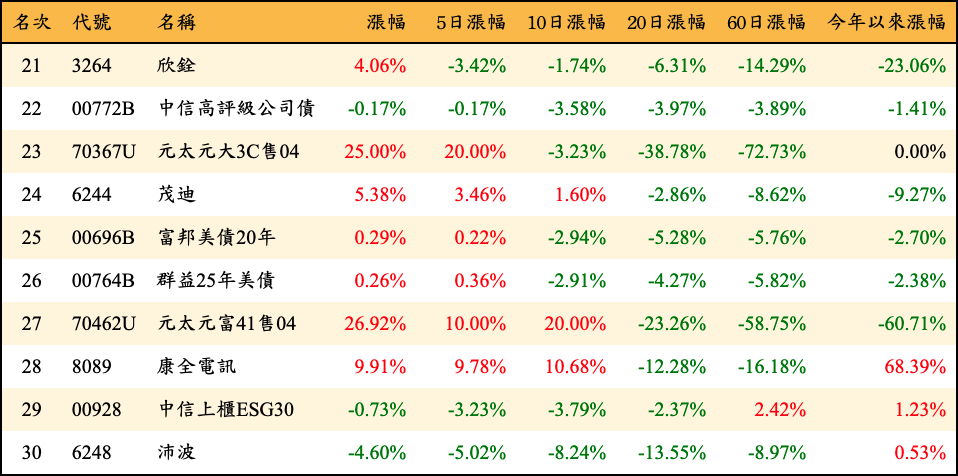 名次 代號 名稱 漲幅 5日漲幅 10日漲幅 20日漲幅 60日漲幅 今年以來漲幅
21 3264 欣銓 4.06% -3.42% -1.74% -6.31% -14.29% -23.06%
22 00772B 中信高評級公司債 -0.17% -0.17% -3.58% -3.97% -3.89% -1.41%
23 70367U 元太元大3C售04 25.00% 20.00% -3.23% -38.78% -72.73% 0.00%
24 6244 茂迪 5.38% 3.46% 1.60% -2.86% -8.62% -9.27%
25 00696B 富邦美債20年 0.29% 0.22% -2.94% -5.28% -5.76% -2.70%
26 00764B 群益25年美債 0.26% 0.36% -2.91% -4.27% -5.82% -2.38%
27 70462U 元太元富41售04 26.92% 10.00% 20.00% -23.26% -58.75% -60.71%
28 8089 康全電訊 9.91% 9.78% 10.68% -12.28% -16.18% 68.39%
29 00928 中信上櫃ESG30 -0.73% -3.23% -3.79% -2.37% 2.42% 1.23%
30 6248 沛波 -4.60% -5.02% -8.24% -13.55% -8.97% 0.53%